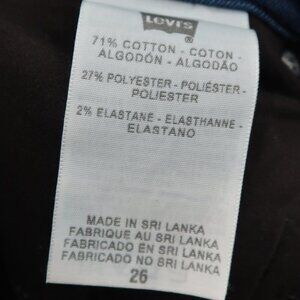 Levi's
®
71% COTTON - COTON -
ALGODÓN - ALGODÃO
27% POLYESTER - POLIÉSTER -
POLIESTER
2% ELASTANE - ELASTHANNE -
ELASTANO
MADE IN SRI LANKA
FABRIQUE AU SRI LANKA
FABRICADO EN SRI LANKA
FABRICADO NO SRI LANKA
26